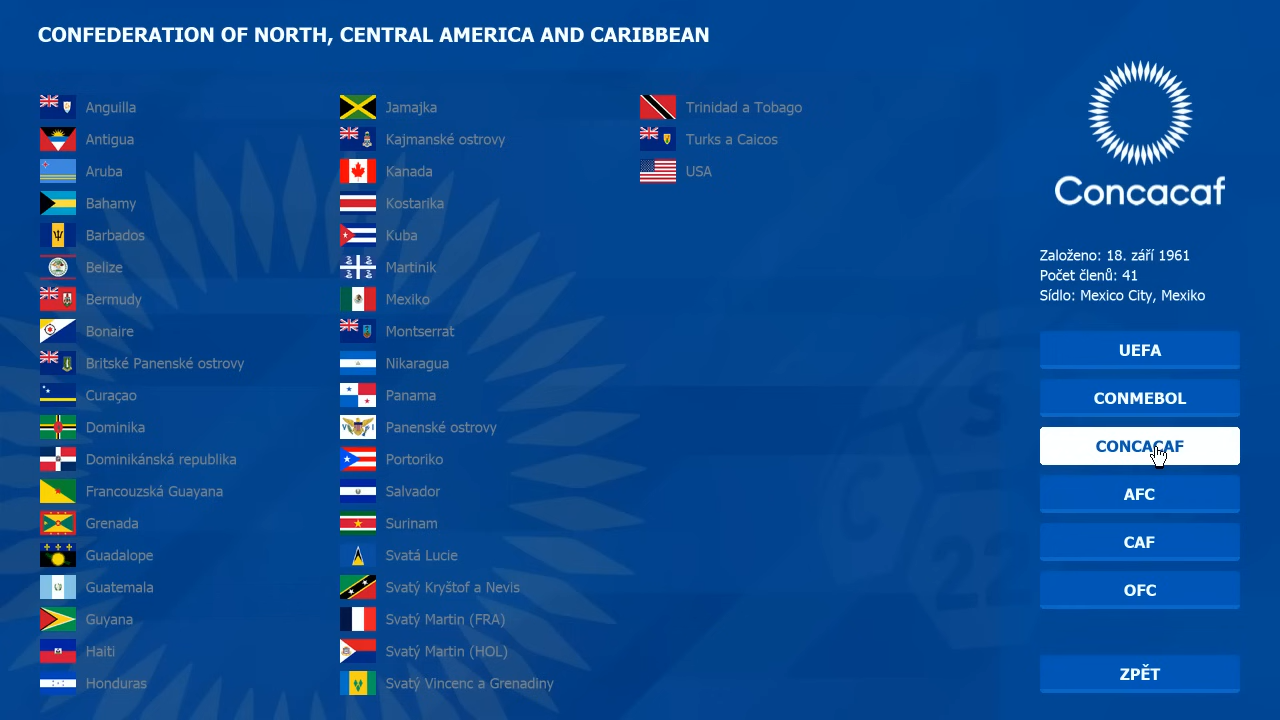 CONFEDERATION OF NORTH, CENTRAL AMERICA AND CARIBBEAN
Anguilla
Antigua
Aruba
Bahamy
Barbados
Belize
Bermudy
Bonaire
Britské Panenské ostrovy
Curaçao
Dominika
Dominikánská republika
Francouzská Guayana
Grenada
Guadalope
Guatemala
Guyana
Haiti
Honduras
Jamajka
Kajmanské ostrovy
Kanada
Kostarika
Kuba
Martinik
Mexiko
Montserrat
Nikaragua
Panama
Panenské ostrovy
Portoriko
Salvador
Surinam
Svatá Lucie
Svatý Kryštof a Nevis
Svatý Martin (FRA)
Svatý Martin (HOL)
Svatý Vincenc a Grenadiny
Trinidad a Tobago
Turks a Caicos
USA
Concacaf
Založeno: 18. září 1961
Počet členů: 41
Sídlo: Mexico City, Mexiko
UEFA
CONMEBOL
CONCACAF
AFC
CAF
OFC
ZPĚT